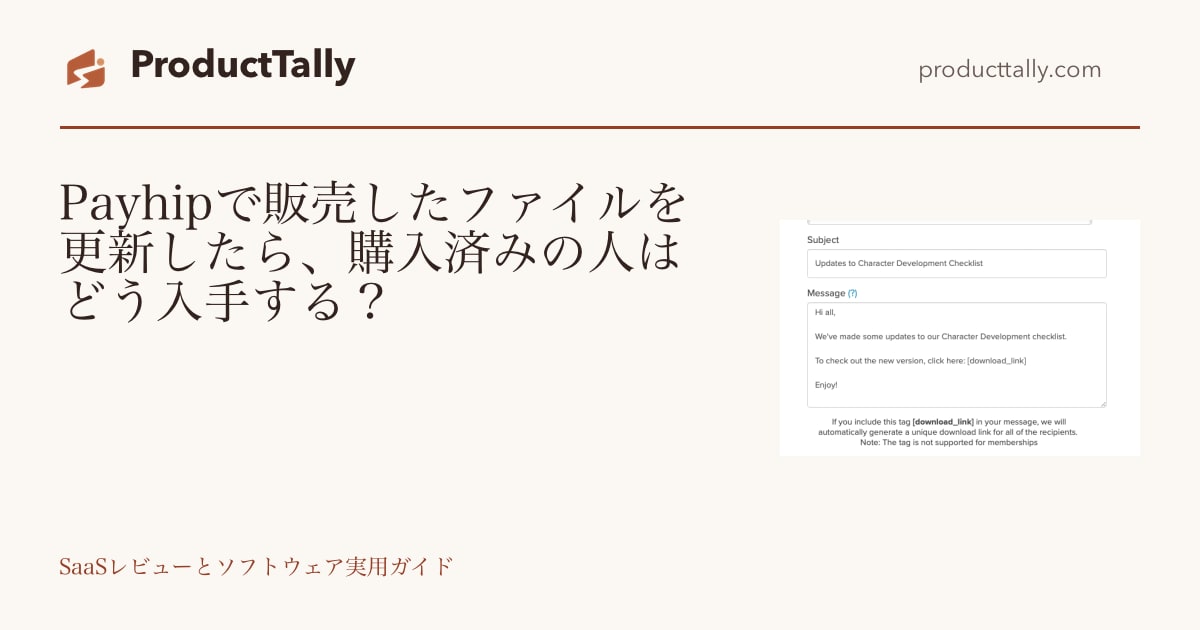 ProductTally
producttally.com
Payhipで販売したファイルを
更新したら、購入済みの人は
どう入手する？
Subject
Updates to Character Development Checklist
Message (?)
Hi all,
We've made some updates to our Character Development checklist.
To check out the new version, click here: [download_link]
Enjoy!
If you include this tag [download_link] in your message, we will
automatically generate a unique download link for all of the recipients.
Note: The tag is not supported for memberships
SaaSレビューとソフトウェア実用ガイド